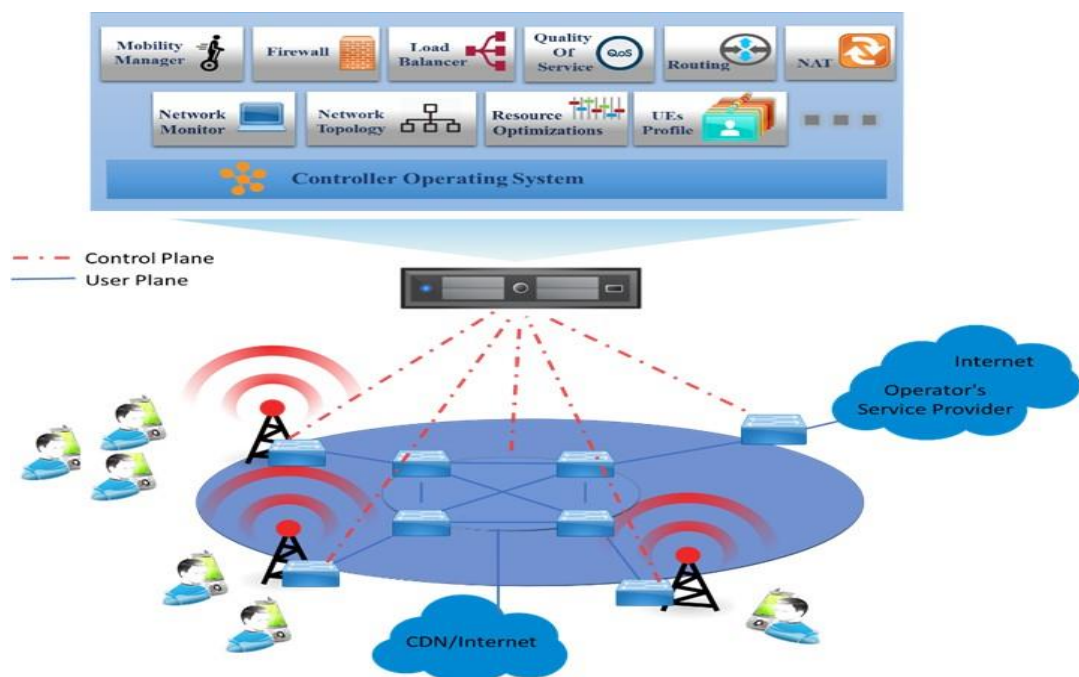 Mobility
Manager
Firewall
Load
Balancer
Quality
Of
Service
QoS
Routing
NAT
Network
Monitor
Network
Topology
Resource
Optimizations
UEs
Profile
Controller Operating System
Control Plane
User Plane
Internet
Operator's
Service Provider
CDN/Internet